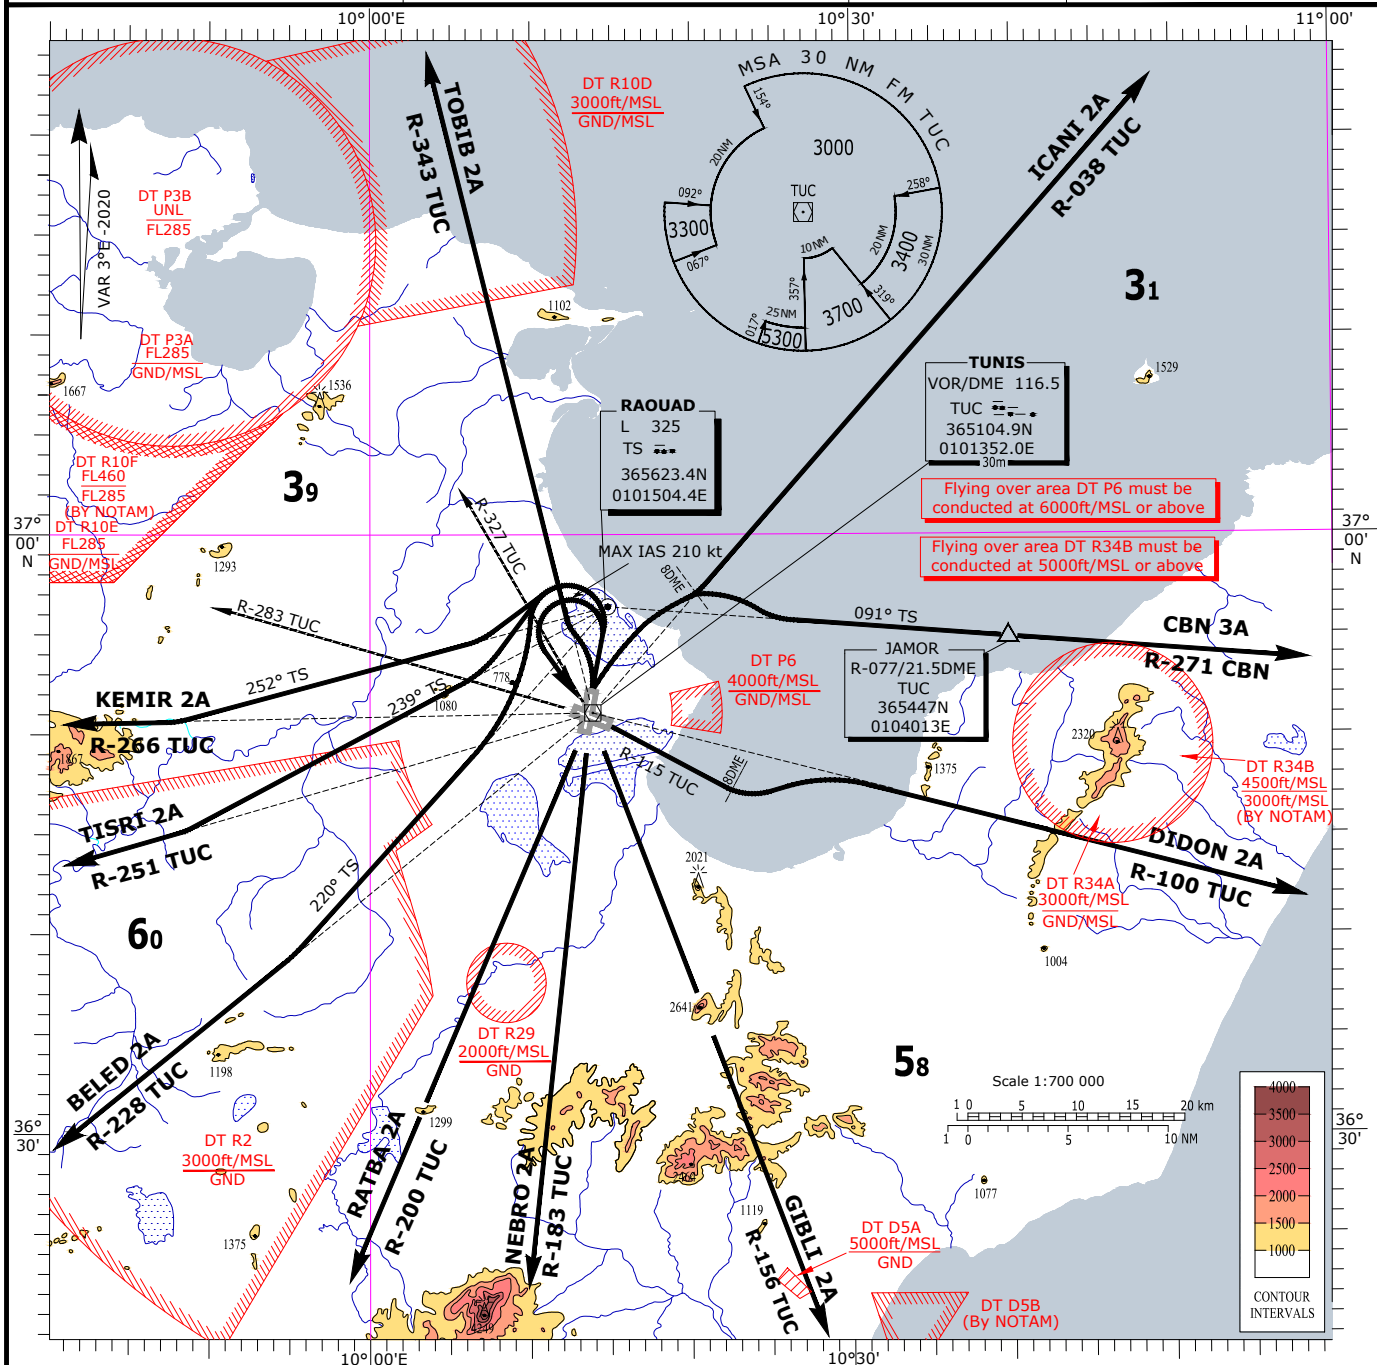 10°00'E
10°30'
11° 00'
MSA 30 NM FM TUC
154°
20NM
3000
TUC
092°
3300
067°
258°
3400
20NM
30NM
10NM
357°
319°
3700
25NM
017°
5300
DT R10D
3000ft/MSL
GND/MSL
TOBIB 2A
R-343 TUC
ICANI 2A
R-038 TUC
VAR 3°E -2020
DT P3B
UNL
FL285
DT P3A
FL285
GND/MSL
1102
31
1529
1667
1536
TUNIS
VOR/DME 116.5
TUC
365104.9N
0101352.0E
30m
RAOUAD
L 325
TS
365623.4N
0101504.4E
DT R10F
FL460
FL285
(BY NOTAM)
DT R10E
FL285
GND/MSL
39
Flying over area DT P6 must be
conducted at 6000ft/MSL or above
Flying over area DT R34B must be
conducted at 5000ft/MSL or above
37°
00'
N
37°
00'
N
R-327 TUC
MAX IAS 210 kt
8DME
1293
R-283 TUC
091° TS
CBN 3A
R-271 CBN
JAMOR
R-077/21.5DME
TUC
365447N
0104013E
DT P6
4000ft/MSL
GND/MSL
252° TS
239° TS
778
1080
KEMIR 2A
R-266 TUC
1867
2320
1375
R-115 TUC
8DME
DT R34B
4500ft/MSL
3000ft/MSL
(BY NOTAM)
TISRI 2A
R-251 TUC
DIDON 2A
R-100 TUC
DT R34A
3000ft/MSL
GND/MSL
2021
220° TS
60
1004
2641
DT R29
2000ft/MSL
GND
58
BELED 2A
R-228 TUC
1198
1299
Scale 1:700 000
1 0 5 10 15 20 km
1 0 5 10 NM
36°
30'
36°
30'
DT R2
3000ft/MSL
GND
RATBA 2A
R-200 TUC
NEBRO 2A
R-183 TUC
GIBLI 2A
R-156 TUC
1077
1119
1375
DT D5A
5000ft/MSL
GND
DT D5B
(By NOTAM)
4249
4000
3500
3000
2500
2000
1500
1000
CONTOUR
INTERVALS
10°00'E
10°30'